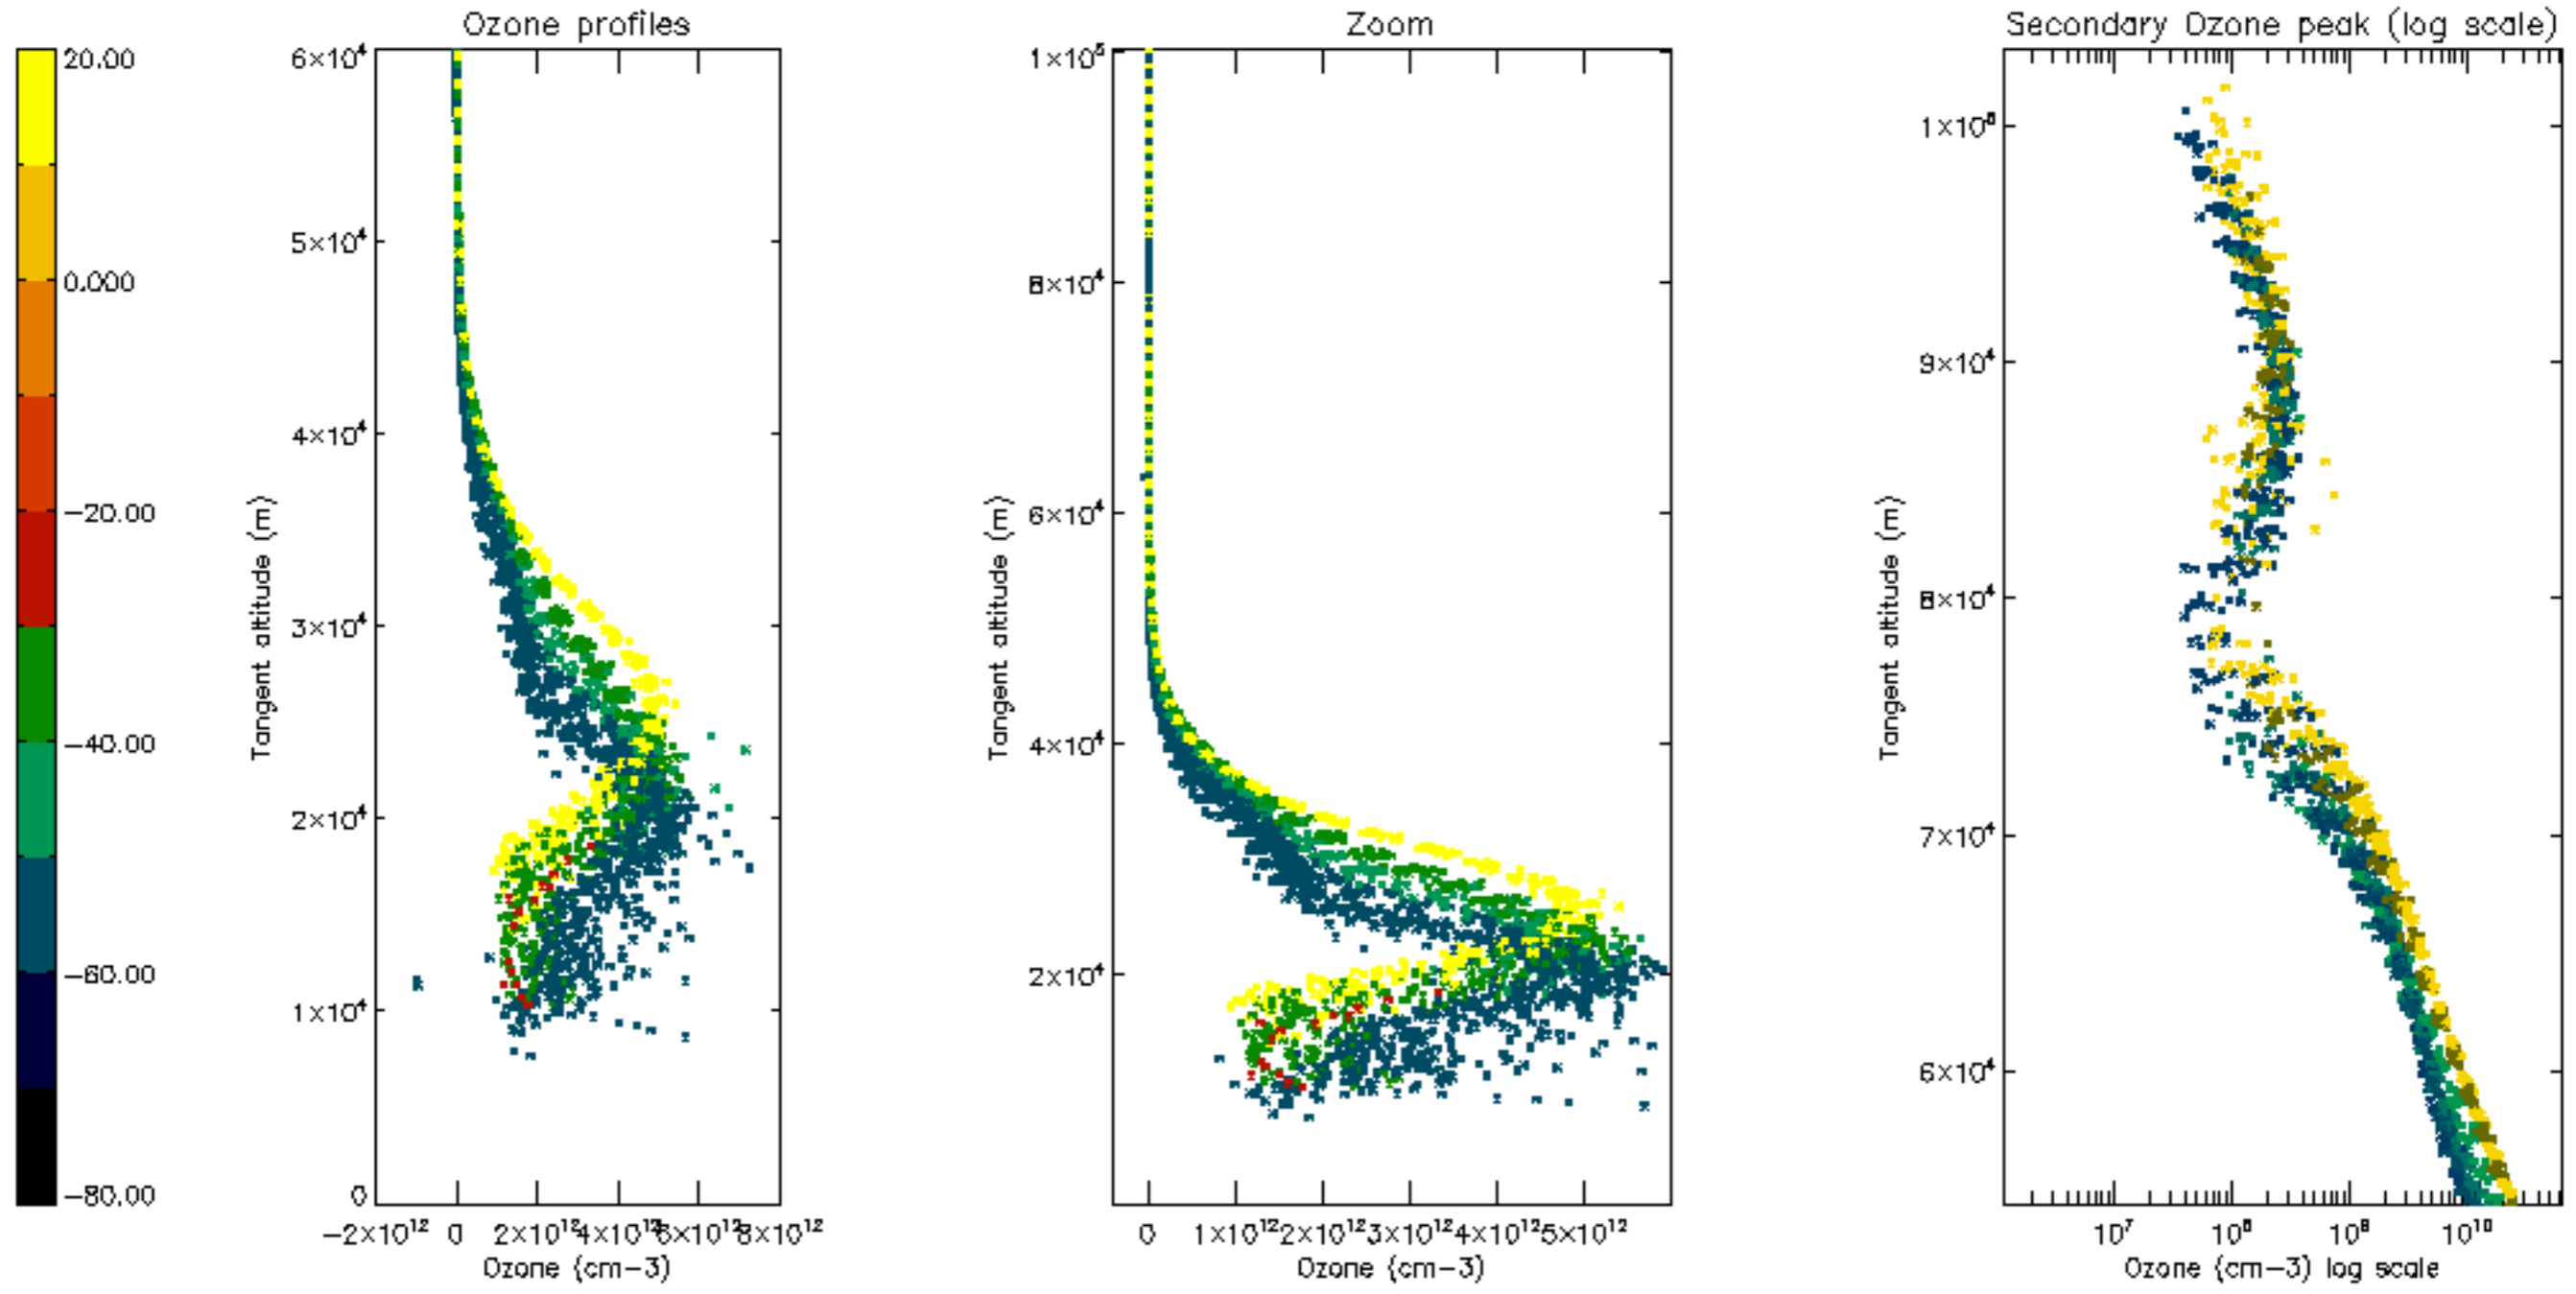 Ozone profiles
Zoom
Secondary Ozone peak (log scale)
20.00
0.000
−20.00
−40.00
−60.00
−80.00
6×10⁴
5×10⁴
4×10⁴
3×10⁴
2×10⁴
1×10⁴
0
Tangent altitude (m)
−2×10¹² 0 2×10¹² 4×10¹² 6×10¹² 8×10¹²
Ozone (cm−3)
1×10⁵
8×10⁴
6×10⁴
4×10⁴
2×10⁴
Tangent altitude (m)
0 1×10¹² 2×10¹² 3×10¹² 4×10¹² 5×10¹²
Ozone (cm−3)
1×10⁵
9×10⁴
8×10⁴
7×10⁴
6×10⁴
Tangent altitude (m)
10⁷ 10⁸ 10⁹ 10¹⁰
Ozone (cm−3) log scale